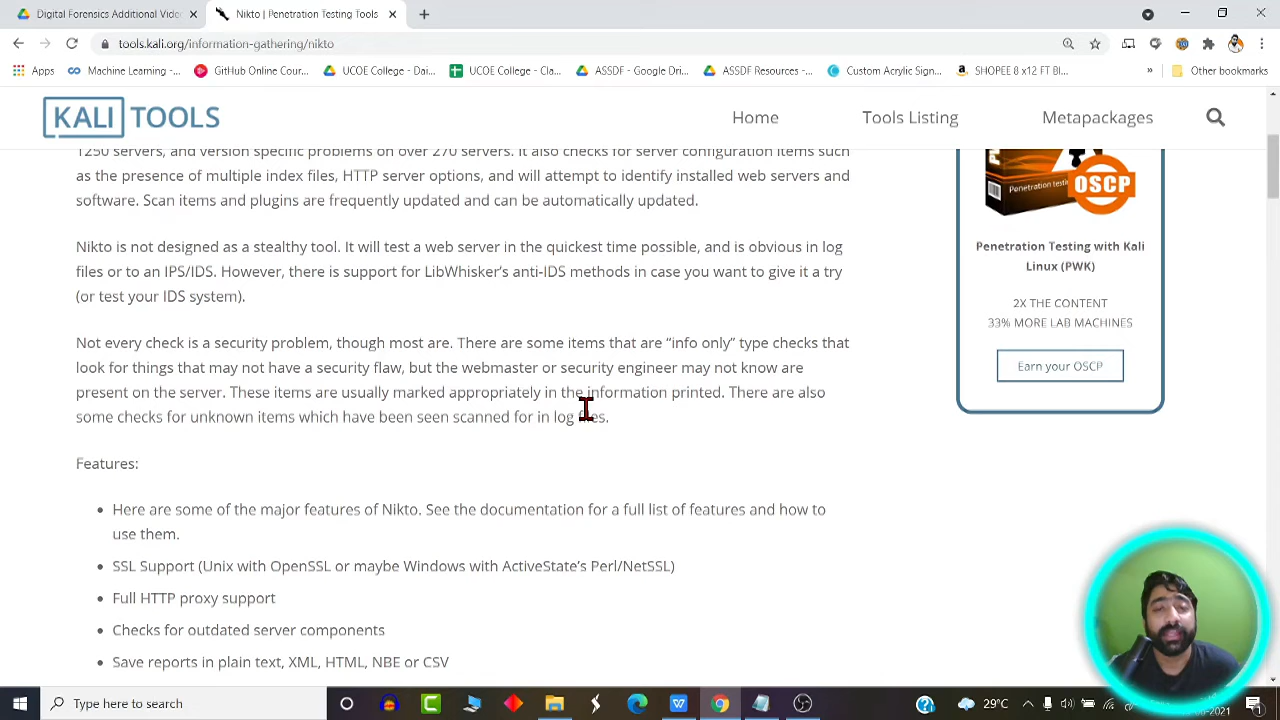 Digital Forensics Additional Vide
Nikto | Penetration Testing Tools
tools.kali.org/information-gathering/nikto
Apps
Machine Learning -...
GitHub Online Cour...
UCOE College - Dai...
UCOE College - Cla...
ASSDF - Google Dri...
ASSDF Resources -...
Custom Acrylic Sign...
SHOPEE 8 x12 FT Bl...
»
Other bookmarks
KALI TOOLS
Home
Tools Listing
Metapackages
1250 servers, and version specific problems on over 270 servers. It also checks for server configuration items such
as the presence of multiple index files, HTTP server options, and will attempt to identify installed web servers and
software. Scan items and plugins are frequently updated and can be automatically updated.
Nikto is not designed as a stealthy tool. It will test a web server in the quickest time possible, and is obvious in log
files or to an IPS/IDS. However, there is support for LibWhisker's anti-IDS methods in case you want to give it a try
(or test your IDS system).
Not every check is a security problem, though most are. There are some items that are “info only” type checks that
look for things that may not have a security flaw, but the webmaster or security engineer may not know are
present on the server. These items are usually marked appropriately in the information printed. There are also
some checks for unknown items which have been seen scanned for in log files.
Features:
Here are some of the major features of Nikto. See the documentation for a full list of features and how to
use them.
SSL Support (Unix with OpenSSL or maybe Windows with ActiveState's Perl/NetSSL)
Full HTTP proxy support
Checks for outdated server components
Save reports in plain text, XML, HTML, NBE or CSV
Penetration testing
OSCP
Penetration Testing with Kali
Linux (PWK)
2X THE CONTENT
33% MORE LAB MACHINES
Earn your OSCP
Type here to search
29°C